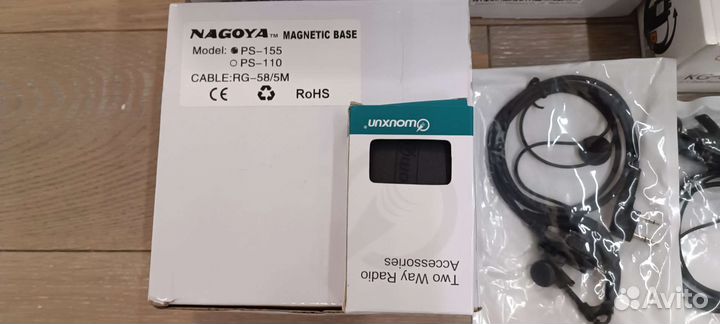 NAGOYA™ MAGNETIC BASE
Model: PS-155
PS-110
CABLE:RG-58/5M
CE RoHS
WOUXUN®
Two Way Radio
Accessories
KG-
Avito